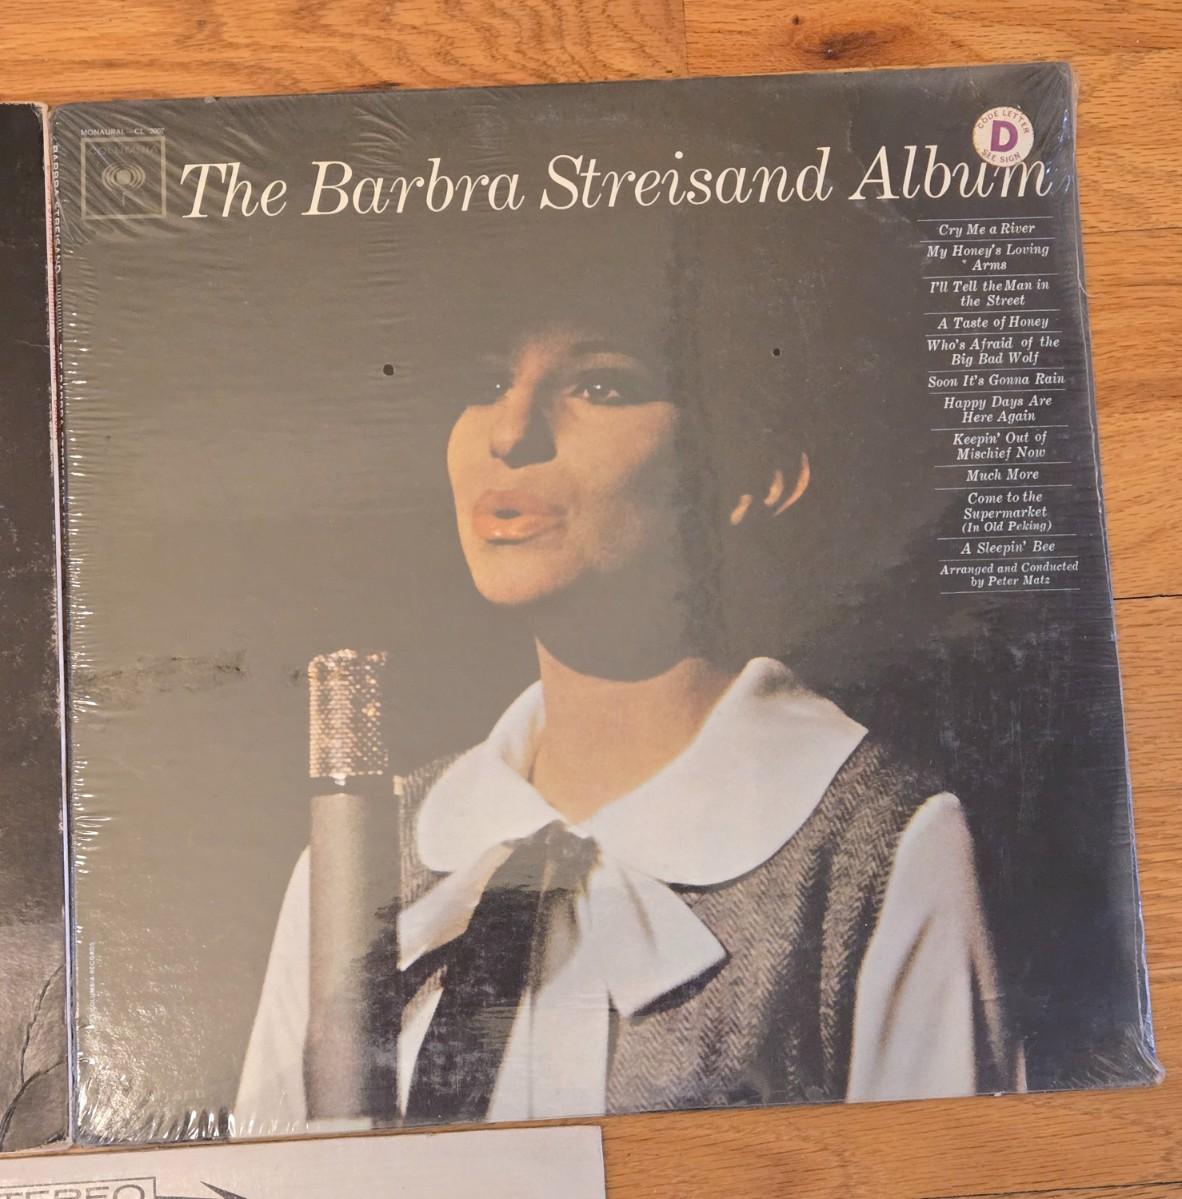 MONAURAL—CL 2007
COLUMBIA
The Barbra Streisand Album
CODE LETTER
D
SEE SIGN
Cry Me a River
My Honey's Loving
Arms
I'll Tell the Man in
the Street
A Taste of Honey
Who's Afraid of the
Big Bad Wolf
Soon It's Gonna Rain
Happy Days Are
Here Again
Keepin' Out of
Mischief Now
Much More
Come to the
Supermarket
(In Old Peking)
A Sleepin' Bee
Arranged and Conducted
by Peter Matz
BARBRA STREISAND
COLUMBIA RECORDS
STEREO